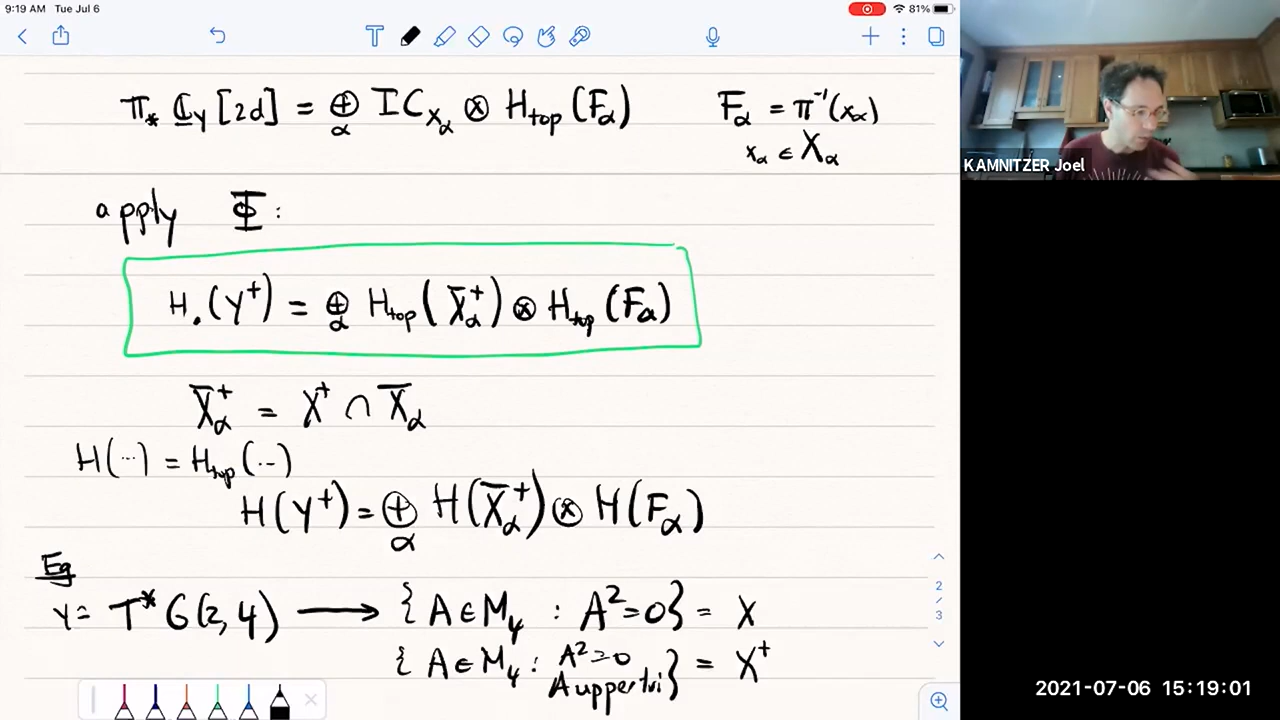 9:19 AM Tue Jul 6
81%
π_* ℂ_Y [2d] = ⊕_α IC_{X_α} ⊗ H_top (F_α)
F_α = π^{-1}(x_α)
x_α ∈ X_α
KAMNITZER Joel
apply Φ :
H_•(Y^+) = ⊕_α H_top( X̄_α^+ ) ⊗ H_top (F_α)
X̄_α^+ = X^+ ∩ X̄_α
H(···) = H_top(···)
H(Y^+) = ⊕_α H(X̄_α^+) ⊗ H(F_α)
Eg
Y = T* G(2,4) ⟶ { A ∈ M_4 : A^2 = 0 } = X
{ A ∈ M_4 : A^2 = 0 A uppertri } = X^+
2 / 3
2021-07-06 15:19:01